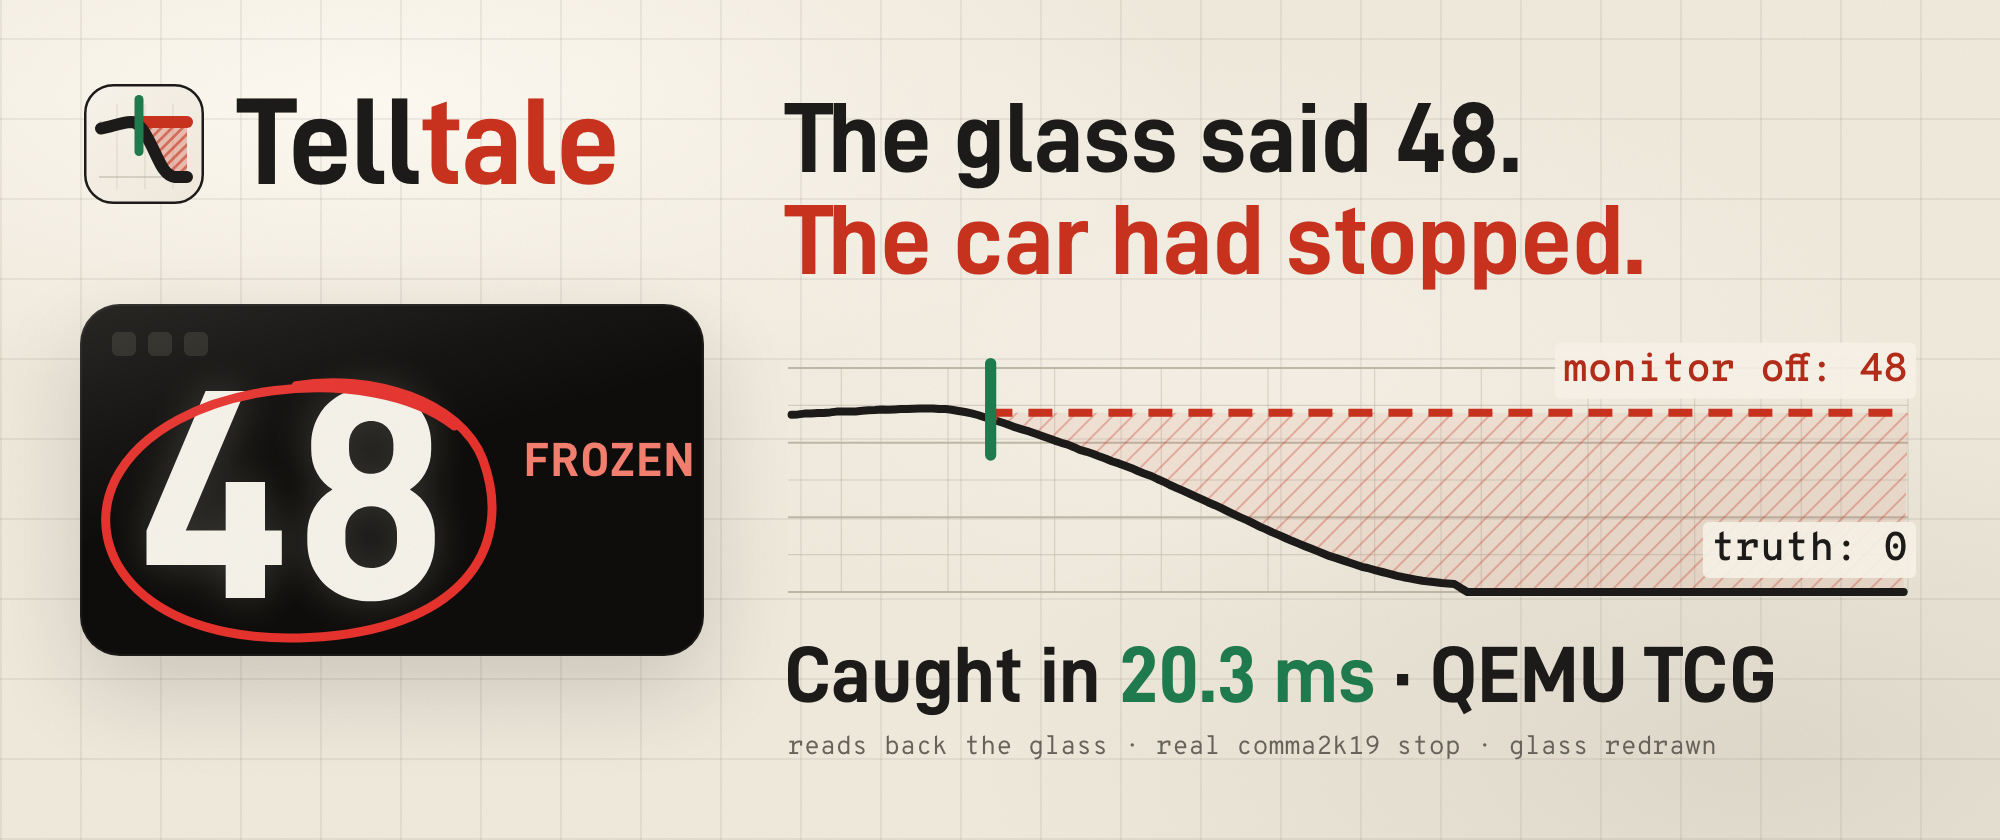 Telltale
The glass said 48.
The car had stopped.
48
FROZEN
monitor off: 48
truth: 0
Caught in 20.3 ms · QEMU TCG
reads back the glass · real comma2k19 stop · glass redrawn